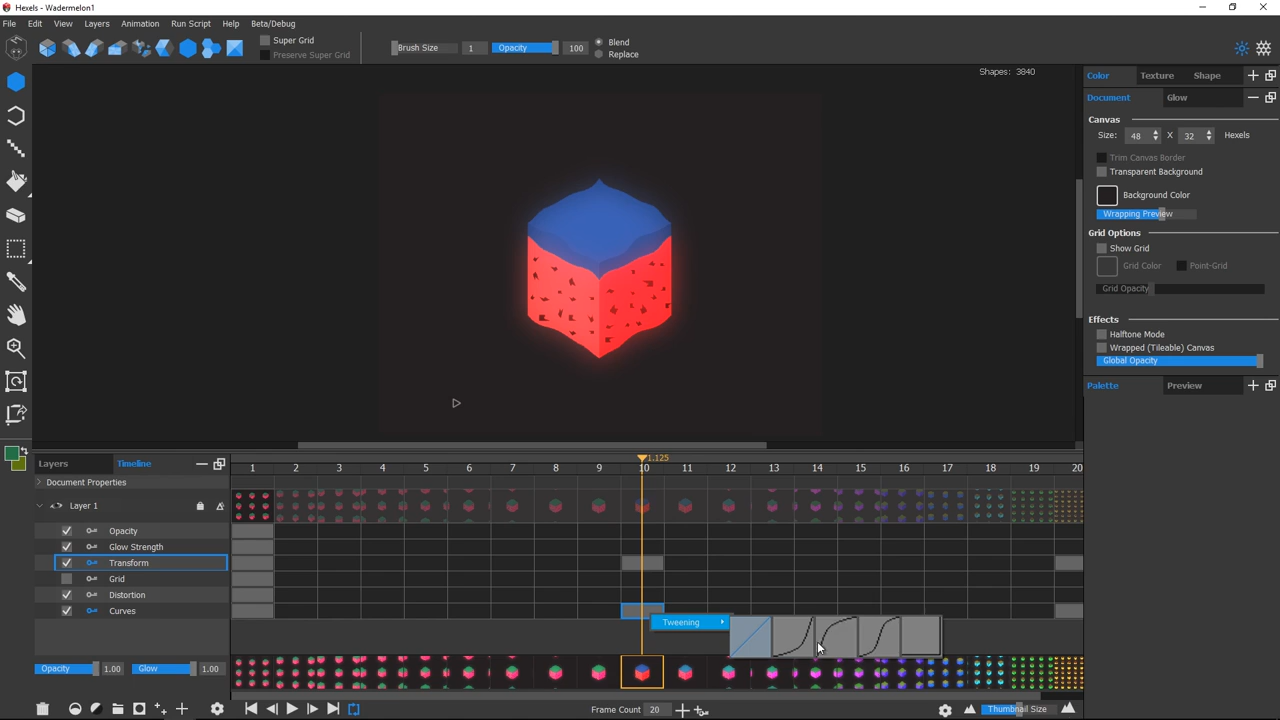 Hexels - Wadermelon1
File Edit View Layers Animation Run Script Help Beta/Debug
Super Grid
Preserve Super Grid
Brush Size 1 Opacity 100
Blend
Replace
Shapes: 3840
Color Texture Shape
Document Glow
Canvas
Size: 48 X 32 Hexels
Trim Canvas Border
Transparent Background
Background Color
Wrapping Preview
Grid Options
Show Grid
Grid Color Point-Grid
Grid Opacity
Effects
Halftone Mode
Wrapped (Tileable) Canvas
Global Opacity
Palette Preview
Layers Timeline
1.125
1 2 3 4 5 6 7 8 9 10 11 12 13 14 15 16 17 18 19 20
Document Properties
Layer 1
Opacity
Glow Strength
Transform
Grid
Distortion
Curves
Tweening
Opacity 1.00 Glow 1.00
Frame Count 20
Thumbnail Size